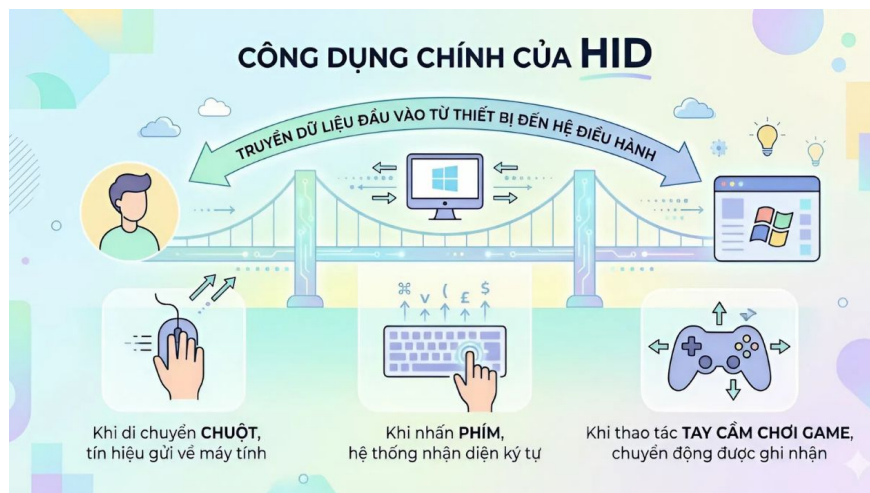 CÔNG DỤNG CHÍNH CỦA HID
TRUYỀN DỮ LIỆU ĐẦU VÀO TỪ THIẾT BỊ ĐẾN HỆ ĐIỀU HÀNH
⌘ v ( £ $
Khi di chuyển CHUỘT,
tín hiệu gửi về máy tính
Khi nhấn PHÍM,
hệ thống nhận diện ký tự
Khi thao tác TAY CẦM CHƠI GAME,
chuyển động được ghi nhận